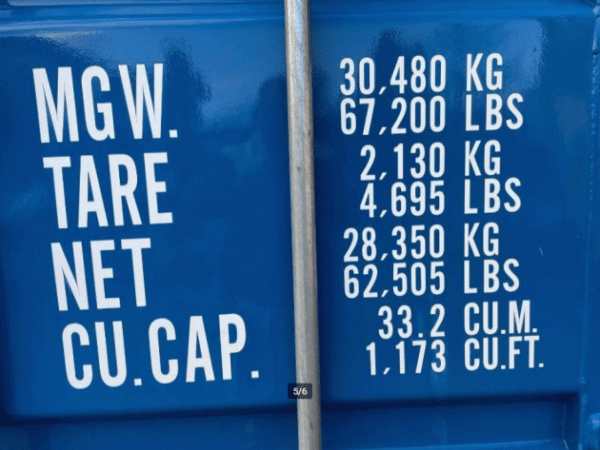 MGW. 30,480 KG
67,200 LBS
TARE 2,130 KG
4,695 LBS
NET 28,350 KG
62,505 LBS
CU.CAP. 33.2 CU.M.
1,173 CU.FT.
5/6